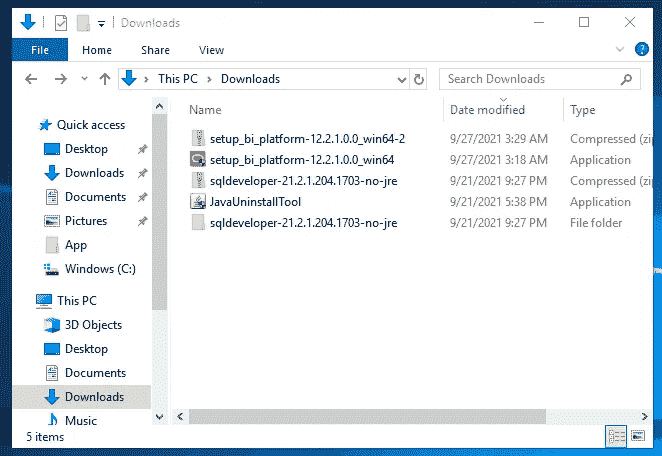 Downloads
File Home Share View
This PC > Downloads
Search Downloads
Name Date modified Type
Quick access
Desktop
Downloads
Documents
Pictures
App
Windows (C:)
This PC
3D Objects
Desktop
Documents
Downloads
Music
setup_bi_platform-12.2.1.0.0_win64-2 9/27/2021 3:29 AM Compressed (zip
setup_bi_platform-12.2.1.0.0_win64 9/27/2021 3:18 AM Application
sqldeveloper-21.2.1.204.1703-no-jre 9/21/2021 9:27 PM Compressed (zip
JavaUninstallTool 9/21/2021 5:38 PM Application
sqldeveloper-21.2.1.204.1703-no-jre 9/21/2021 9:27 PM File folder
5 items